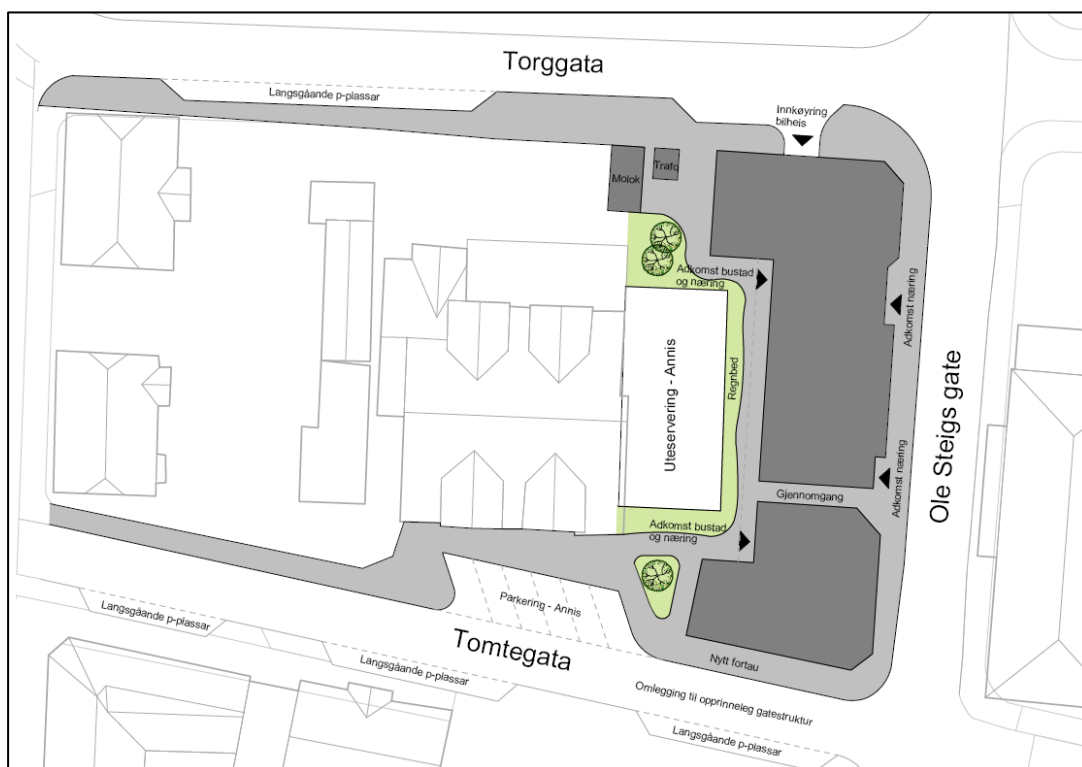 Torggata
Langsgåande p-plassar
Innkøyring
bilheis
Molok
Trafo
Adkomst bustad
og næring
Adkomst næring
Regnbed
Uteservering - Annis
Ole Steigs gate
Adkomst næring
Gjennomgang
Adkomst bustad
og næring
Parkering - Annis
Langsgåande p-plassar
Tomtegata
Langsgåande p-plassar
Nytt fortau
Omlegging til opprinneleg gatestruktur
Langsgåande p-plassar